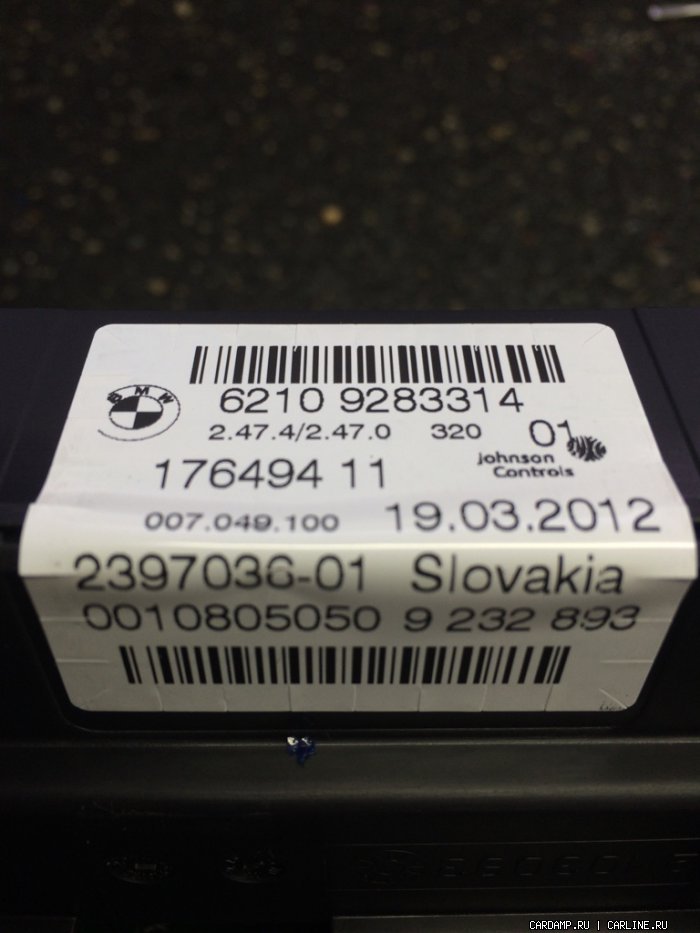 BMW
6210 9283314
2.47.4/2.47.0 320 01
Johnson
Controls
176494 11
007.049.100 19.03.2012
2397036-01 Slovakia
0010805050 9 232 893
CARDAMP.RU | CARLINE.RU